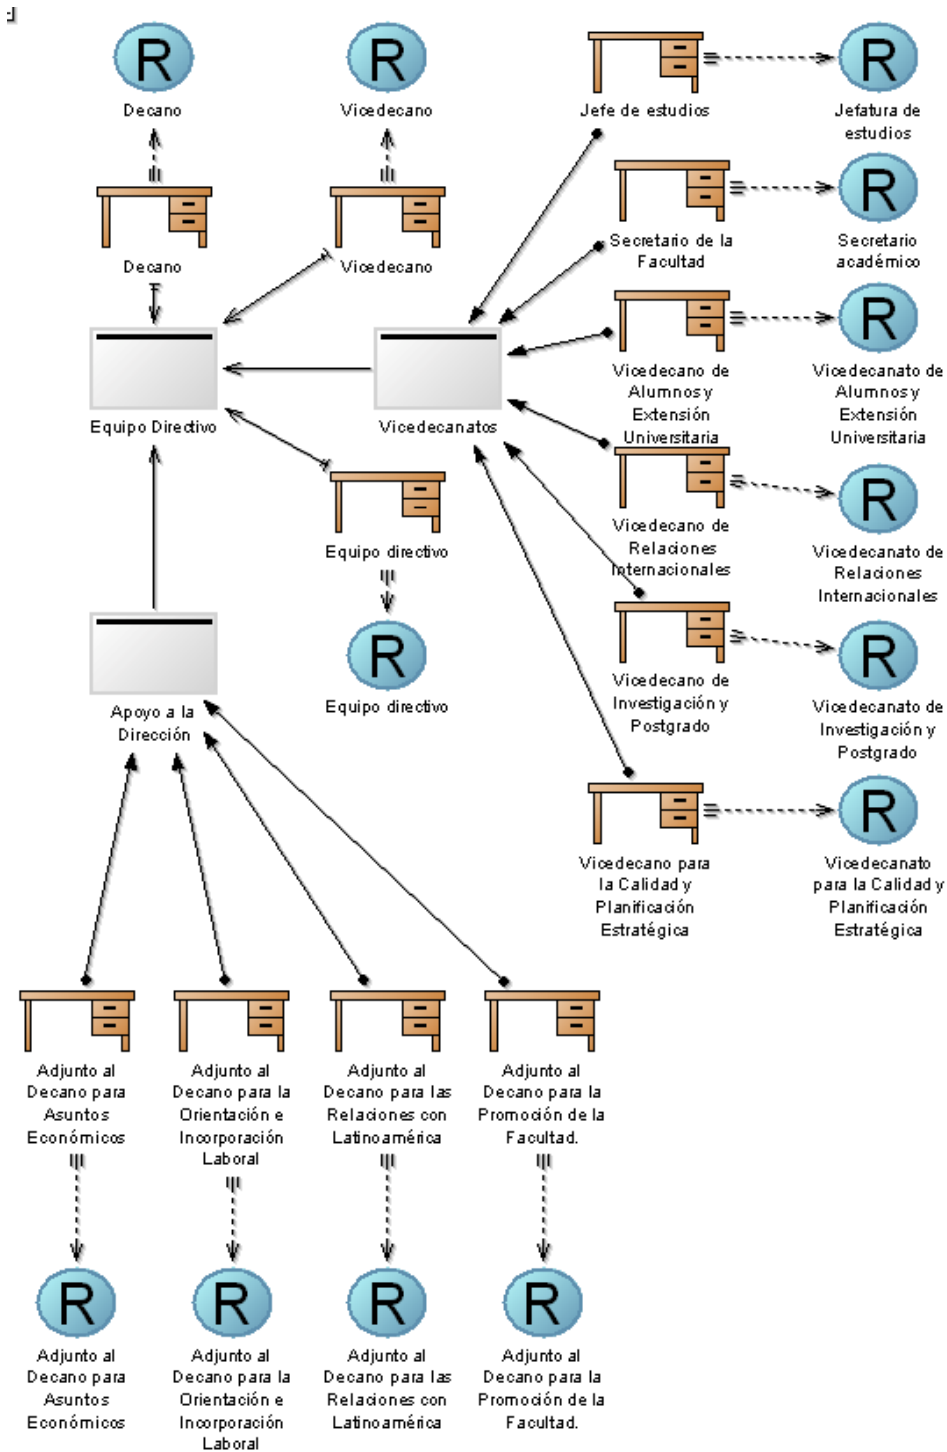 R
Decano
R
Vicedecano
Jefe de estudios
R
Jefatura de
estudios
Decano
Vicedecano
Secretario de la
Facultad
R
Secretario
académico
Equipo Directivo
Vicedecanatos
Vicedecano de
Alumnos y
Extensión
Universitaria
R
Vicedecanato de
Alumnos y
Extensión
Universitaria
Equipo directivo
R
Equipo directivo
Vicedecano de
Relaciones
Internacionales
R
Vicedecanato de
Relaciones
Internacionales
Apoyo a la
Dirección
Vicedecano de
Investigación y
Postgrado
R
Vicedecanato de
Investigación y
Postgrado
Vicedecano para
la Calidad y
Planificación
Estratégica
R
Vicedecanato
para la Calidad y
Planificación
Estratégica
Adjunto al
Decano para
Asuntos
Económicos
Adjunto al
Decano para la
Orientación e
Incorporación
Laboral
Adjunto al
Decano para las
Relaciones con
Latinoamérica
Adjunto al
Decano para la
Promoción de la
Facultad.
R
Adjunto al
Decano para
Asuntos
Económicos
R
Adjunto al
Decano para la
Orientación e
Incorporación
Laboral
R
Adjunto al
Decano para las
Relaciones con
Latinoamérica
R
Adjunto al
Decano para la
Promoción de la
Facultad.